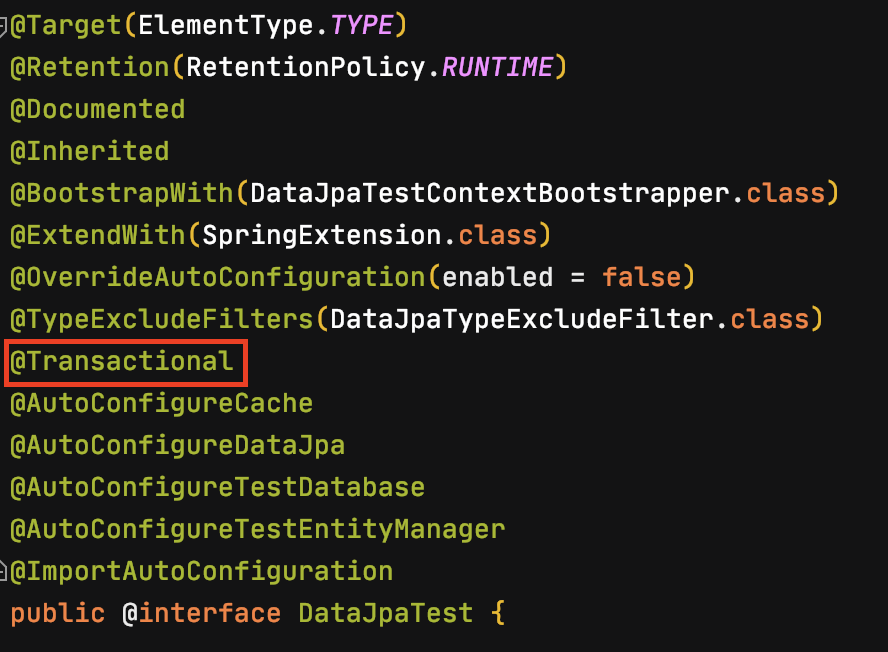 @Target(ElementType.TYPE)
@Retention(RetentionPolicy.RUNTIME)
@Documented
@Inherited
@BootstrapWith(DataJpaTestContextBootstrapper.class)
@ExtendWith(SpringExtension.class)
@OverrideAutoConfiguration(enabled = false)
@TypeExcludeFilters(DataJpaTypeExcludeFilter.class)
@Transactional
@AutoConfigureCache
@AutoConfigureDataJpa
@AutoConfigureTestDatabase
@AutoConfigureTestEntityManager
@ImportAutoConfiguration
public @interface DataJpaTest {